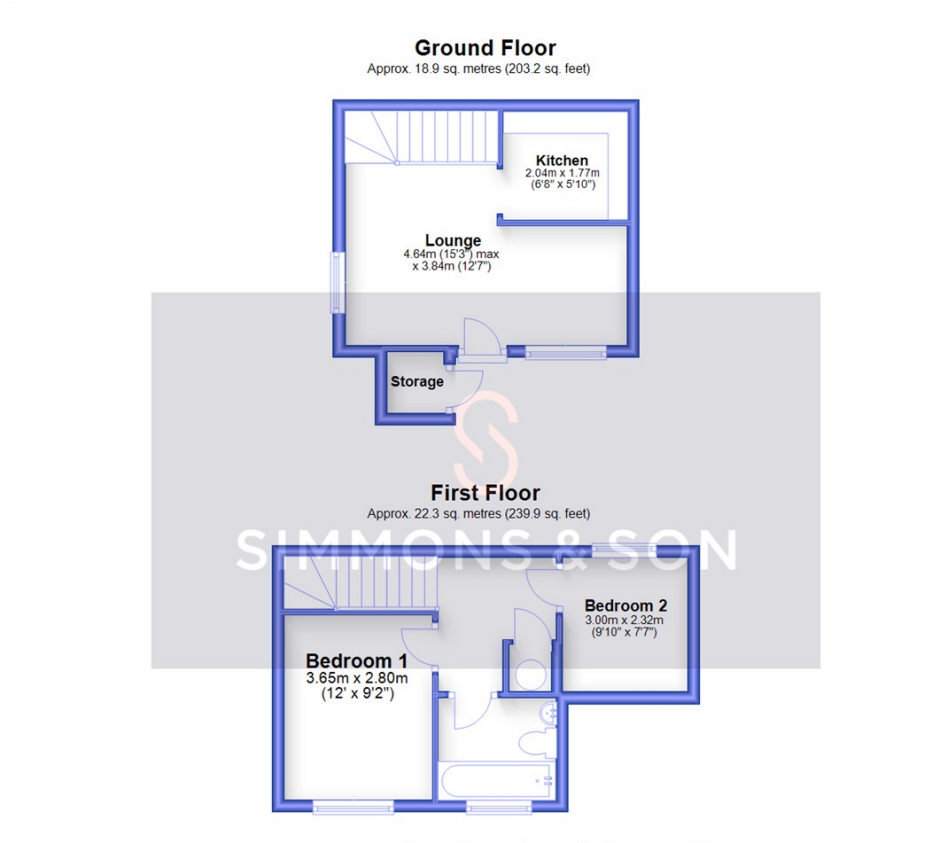 Ground Floor
Approx. 18.9 sq. metres (203.2 sq. feet)
Kitchen
2.04m x 1.77m
(6'8" x 5'10")
Lounge
4.64m (15'3") max
x 3.84m (12'7")
Storage
First Floor
Approx. 22.3 sq. metres (239.9 sq. feet)
SIMMONS & SON
Bedroom 2
3.00m x 2.32m
(9'10" x 7'7")
Bedroom 1
3.65m x 2.80m
(12' x 9'2")